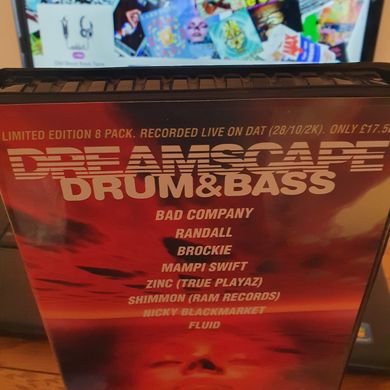 LIMITED EDITION 8 PACK. RECORDED LIVE ON DAT (28/10/2K). ONLY £17.5
DREAMSCAPE
DRUM&BASS
BAD COMPANY
RANDALL
BROCKIE
MAMPI SWIFT
ZINC (TRUE PLAYAZ)
SHIMMON (RAM RECORDS)
NICKY BLACKMARKET
FLUID